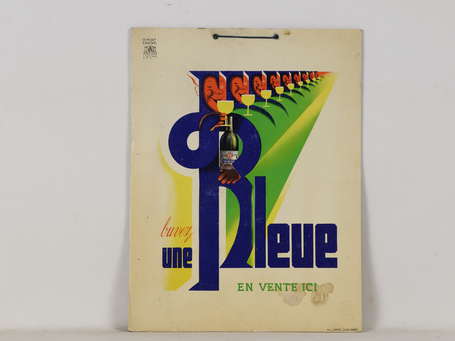 buvez
une Bleue
EN VENTE ICI